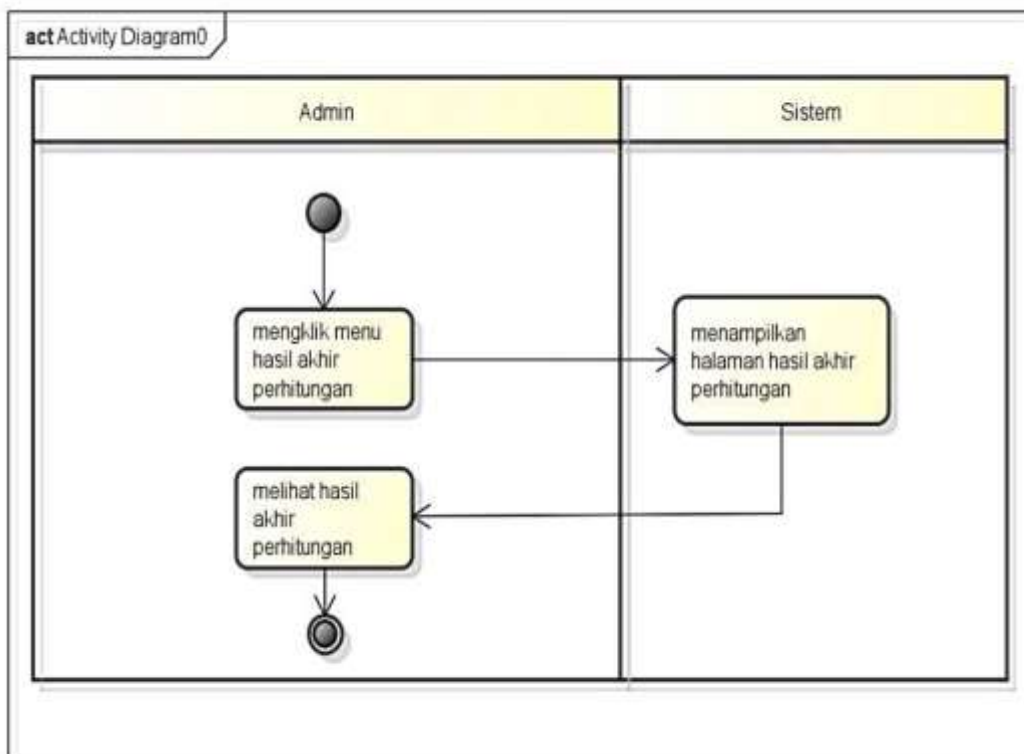 act Activity Diagram0
Admin
Sistem
mengklik menu
hasil akhir
perhitungan
menampilkan
halaman hasil akhir
perhitungan
melihat hasil
akhir
perhitungan